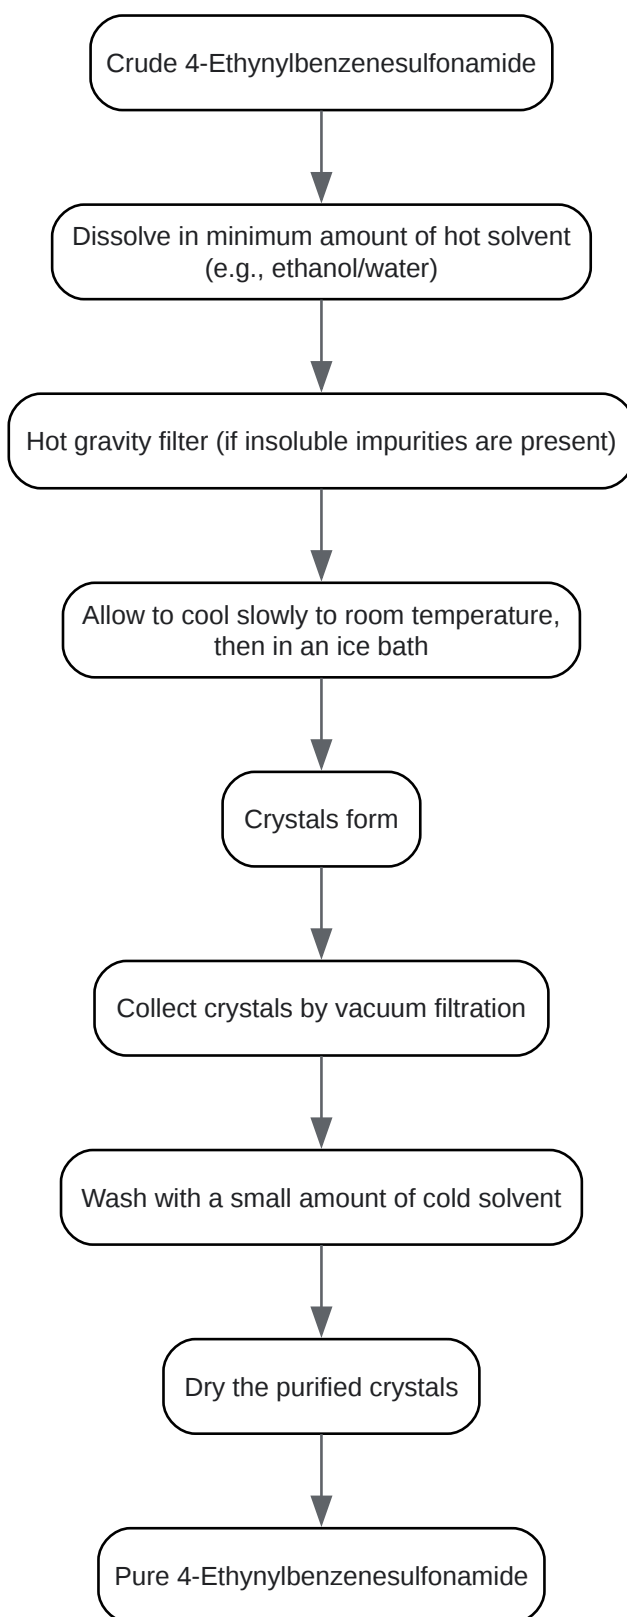 Crude 4-Ethynylbenzenesulfonamide
Dissolve in minimum amount of hot solvent
(e.g., ethanol/water)
Hot gravity filter (if insoluble impurities are present)
Allow to cool slowly to room temperature,
then in an ice bath
Crystals form
Collect crystals by vacuum filtration
Wash with a small amount of cold solvent
Dry the purified crystals
Pure 4-Ethynylbenzenesulfonamide